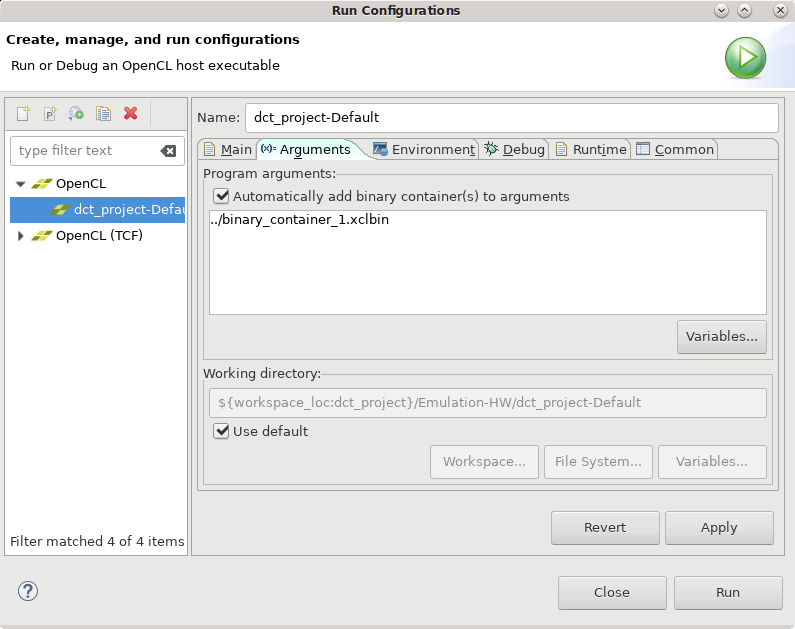 Run Configurations
Create, manage, and run configurations
Run or Debug an OpenCL host executable
Name: dct_project-Default
type filter text
Main (x)= Arguments Environment Debug Runtime Common
Program arguments:
Automatically add binary container(s) to arguments
../binary_container_1.xclbin
OpenCL
dct_project-Defau
OpenCL (TCF)
Variables...
Working directory:
${workspace_loc:dct_project}/Emulation-HW/dct_project-Default
Use default
Workspace... File System... Variables...
Filter matched 4 of 4 items
Revert Apply
?
Close Run